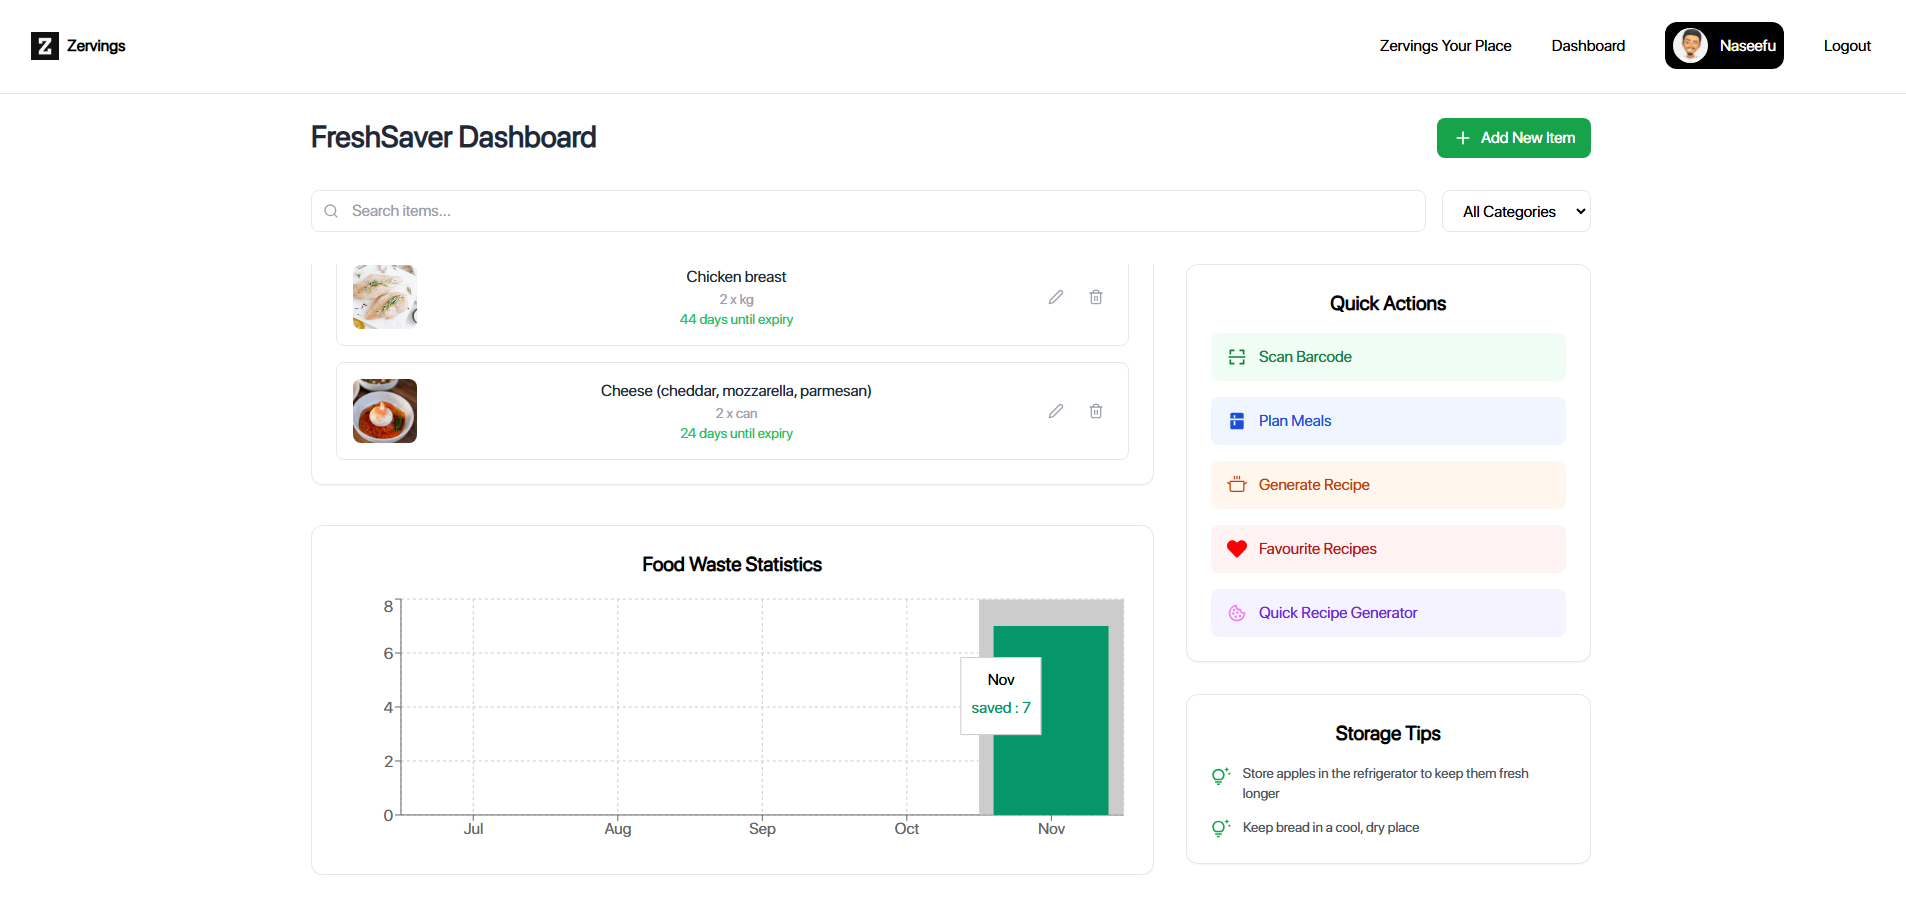 Z Zervings
Zervings Your Place
Dashboard
Naseefu
Logout
FreshSaver Dashboard
Add New Item
Search items...
All Categories
Chicken breast
2 x kg
44 days until expiry
Cheese (cheddar, mozzarella, parmesan)
2 x can
24 days until expiry
Food Waste Statistics
8
6
4
2
0
Jul
Aug
Sep
Oct
Nov
Nov
saved : 7
Quick Actions
Scan Barcode
Plan Meals
Generate Recipe
Favourite Recipes
Quick Recipe Generator
Storage Tips
Store apples in the refrigerator to keep them fresh
longer
Keep bread in a cool, dry place